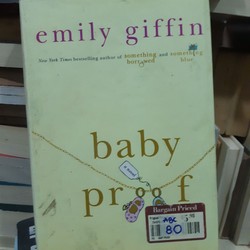 emily giffin
New York Times bestselling author of something borrowed and something blue
baby
proof
a novel
Bargain Priced
80